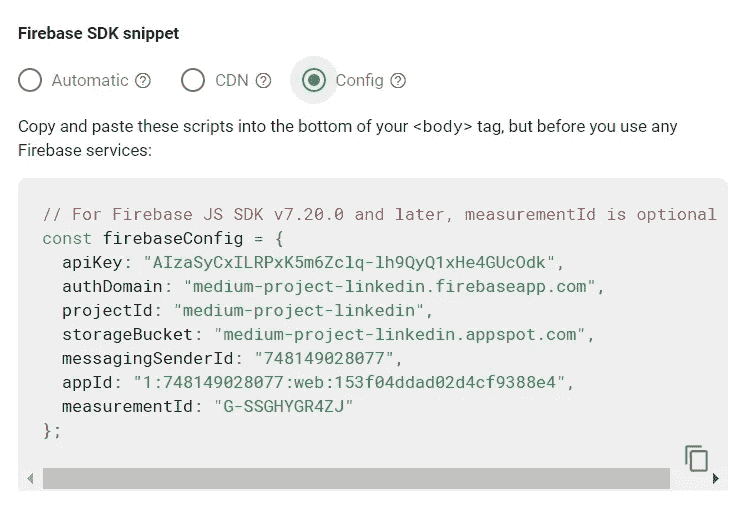 Firebase SDK snippet
Automatic ? CDN ? Config ?
Copy and paste these scripts into the bottom of your <body> tag, but before you use any
Firebase services:
// For Firebase JS SDK v7.20.0 and later, measurementId is optional
const firebaseConfig = {
apiKey: "AIzaSyCxILRPxK5m6Zclq-lh9QyQ1xHe4GUcOdk",
authDomain: "medium-project-linkedin.firebaseapp.com",
projectId: "medium-project-linkedin",
storageBucket: "medium-project-linkedin.appspot.com",
messagingSenderId: "748149028077",
appId: "1:748149028077:web:153f04ddad02d4cf9388e4",
measurementId: "G-SSGHYGR4ZJ"
};